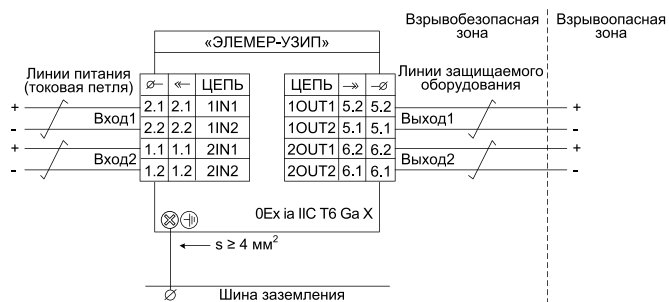 Взрывобезопасная зона
Взрывоопасная зона
«ЭЛЕМЕР-УЗИП»
Линии питания (токовая петля)
Линии защищаемого оборудования
ЦЕПЬ
ЦЕПЬ
+ 2.1 2.1 1IN1
1OUT1 5.2 5.2 +
Вход1
Выход1
- 2.2 2.2 1IN2
1OUT2 5.1 5.1 -
+ 1.1 1.1 2IN1
2OUT1 6.2 6.2 +
Вход2
Выход2
- 1.2 1.2 2IN2
2OUT2 6.1 6.1 -
0Ex ia IIC T6 Ga X
s ≥ 4 мм²
Шина заземления